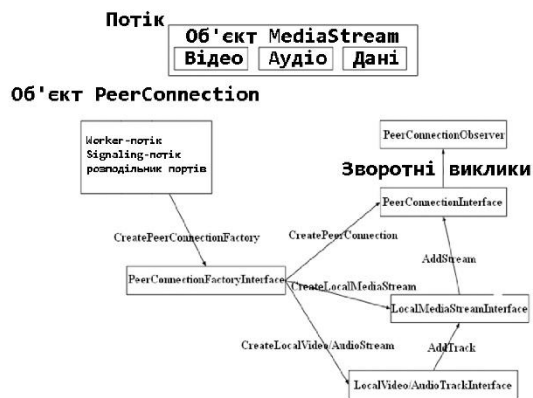 Потік
Об'єкт MediaStream
Відео Аудіо Дані
Об'єкт PeerConnection
Worker-потік
Signaling-потік
розподільник портів
PeerConnectionObserver
Зворотні виклики
PeerConnectionInterface
CreatePeerConnectionFactory
CreatePeerConnection
AddStream
PeerConnectionFactoryInterface
CreateLocalMediaStream
LocalMediaStreamInterface
CreateLocalVideo/AudioStream
AddTrack
LocalVideo/AudioTrackInterface